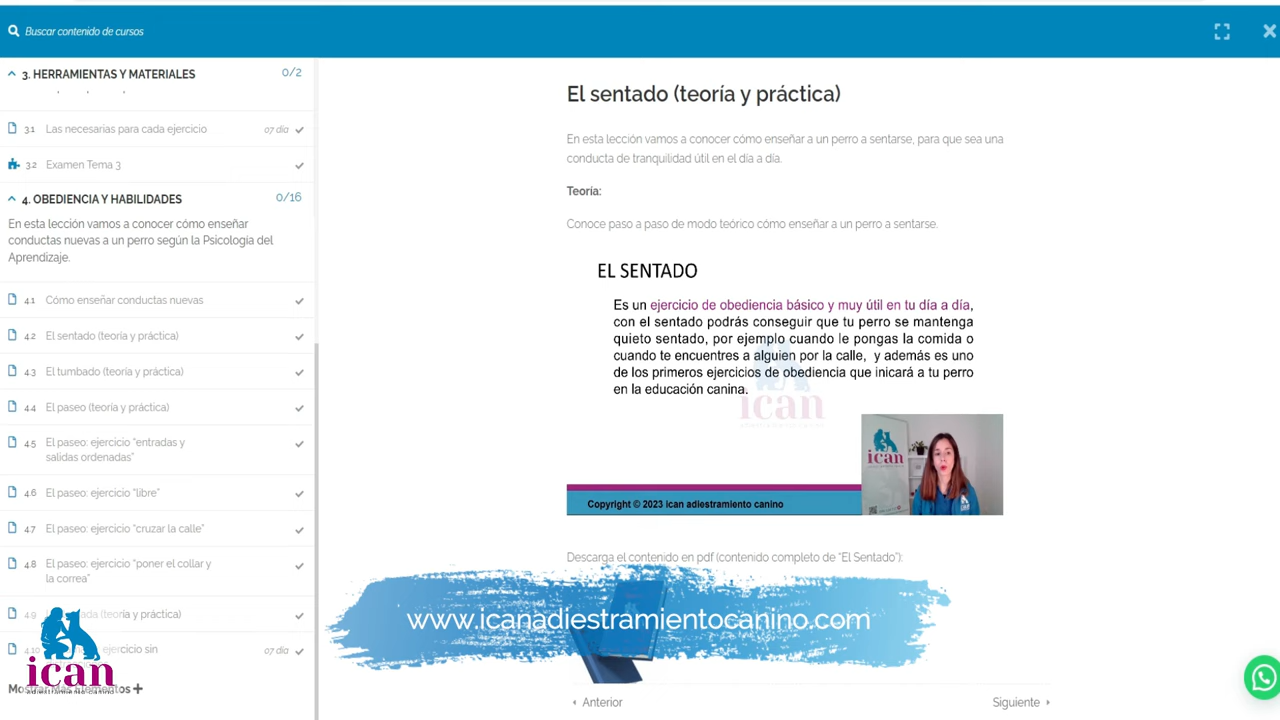 Buscar contenido de cursos
3. HERRAMIENTAS Y MATERIALES 0/2
3.1 Las necesarias para cada ejercicio 07 día
3.2 Examen Tema 3
4. OBEDIENCIA Y HABILIDADES 0/16
En esta lección vamos a conocer cómo enseñar
conductas nuevas a un perro según la Psicología del
Aprendizaje.
4.1 Cómo enseñar conductas nuevas
4.2 El sentado (teoría y práctica)
4.3 El tumbado (teoría y práctica)
4.4 El paseo (teoría y práctica)
4.5 El paseo: ejercicio "entradas y
salidas ordenadas"
4.6 El paseo: ejercicio "libre"
4.7 El paseo: ejercicio "cruzar la calle"
4.8 El paseo: ejercicio "poner el collar y
la correa"
4.9 (teoría y práctica)
4.10 ejercicio sin 07 día
ican
adiestramiento canino
Mostrar Más Elementos
El sentado (teoría y práctica)
En esta lección vamos a conocer cómo enseñar a un perro a sentarse, para que sea una
conducta de tranquilidad útil en el día a día.
Teoría:
Conoce paso a paso de modo teórico cómo enseñar a un perro a sentarse.
EL SENTADO
Es un ejercicio de obediencia básico y muy útil en tu día a día,
con el sentado podrás conseguir que tu perro se mantenga
quieto sentado, por ejemplo cuando le pongas la comida o
cuando te encuentres a alguien por la calle, y además es uno
de los primeros ejercicios de obediencia que inicará a tu perro
en la educación canina.
ican
ican
Copyright © 2023 ican adiestramiento canino
Descarga el contenido en pdf (contenido completo de "El Sentado"):
www.icanadiestramientocanino.com
Anterior
Siguiente